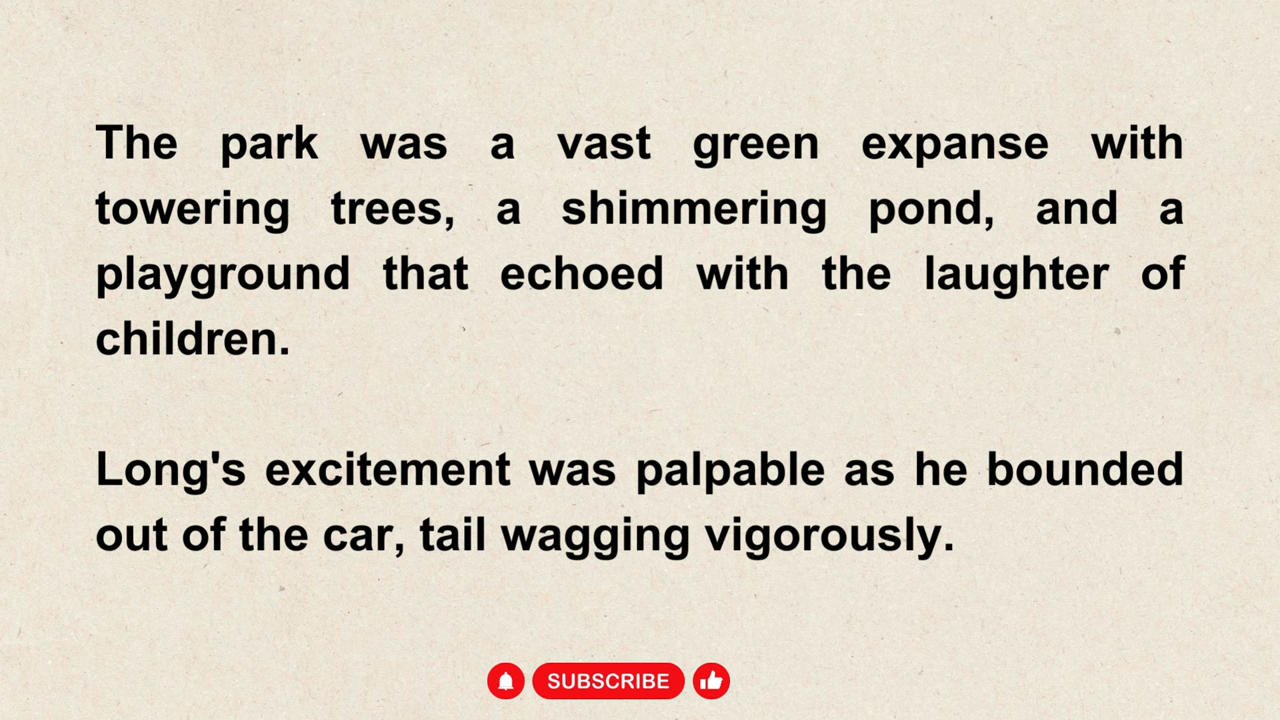 The park was a vast green expanse with
towering trees, a shimmering pond, and a
playground that echoed with the laughter of
children.
Long's excitement was palpable as he bounded
out of the car, tail wagging vigorously.
SUBSCRIBE